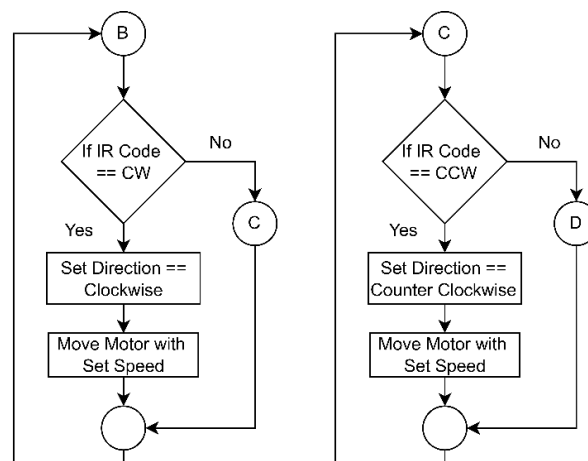 B
If IR Code
== CW
No
C
Yes
Set Direction ==
Clockwise
Move Motor with
Set Speed
C
If IR Code
== CCW
No
D
Yes
Set Direction ==
Counter Clockwise
Move Motor with
Set Speed